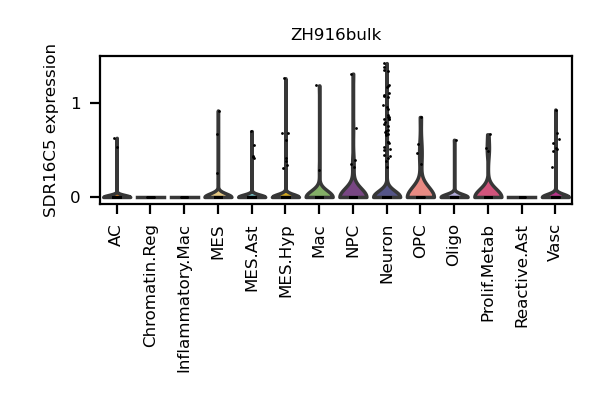 ZH916bulk
SDR16C5 expression
1
0
AC
Chromatin.Reg
Inflammatory.Mac
MES
MES.Ast
MES.Hyp
Mac
NPC
Neuron
OPC
Oligo
Prolif.Metab
Reactive.Ast
Vasc